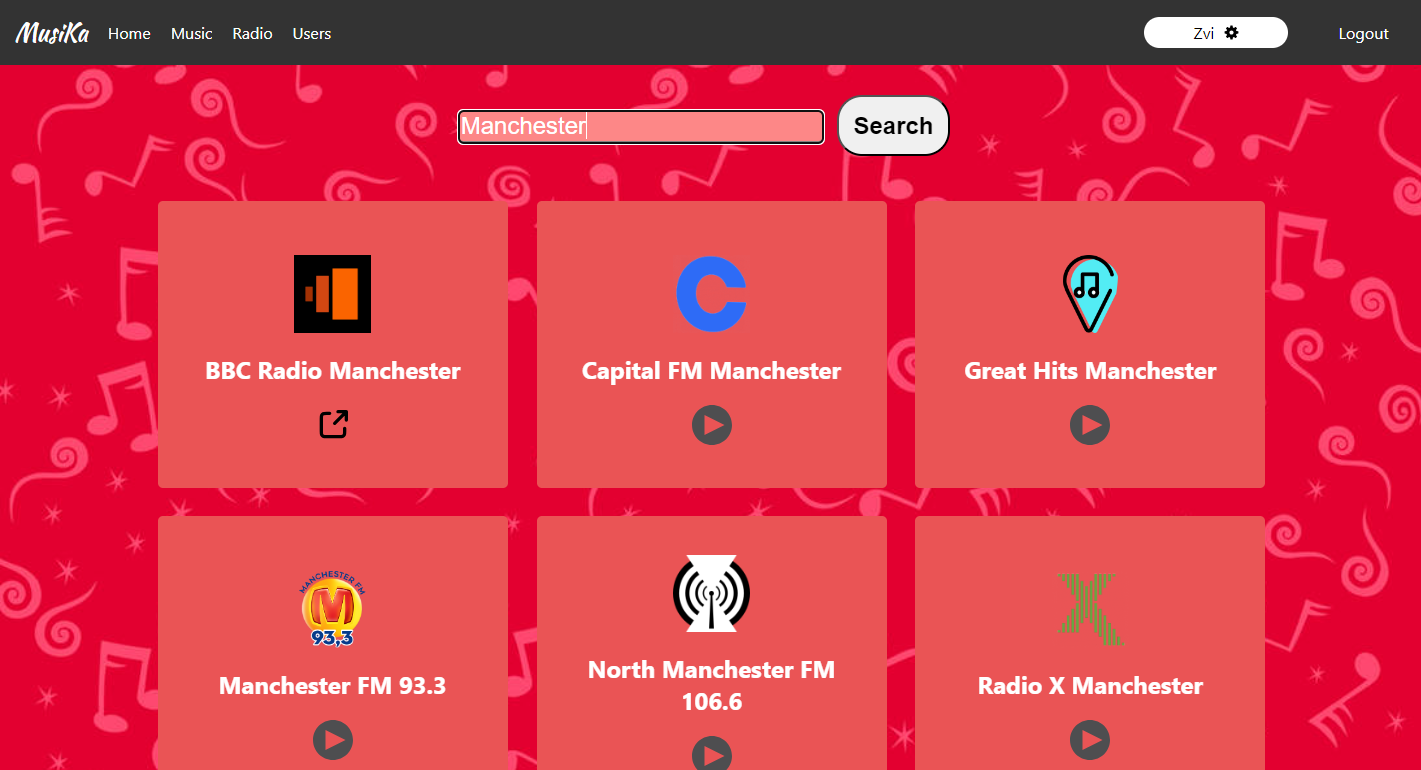 MusiKa Home Music Radio Users Zvi Logout
Manchester Search
BBC Radio Manchester
Capital FM Manchester
Great Hits Manchester
MANCHESTER FM
M
93,3
Manchester FM 93.3
North Manchester FM
106.6
X
Radio X Manchester